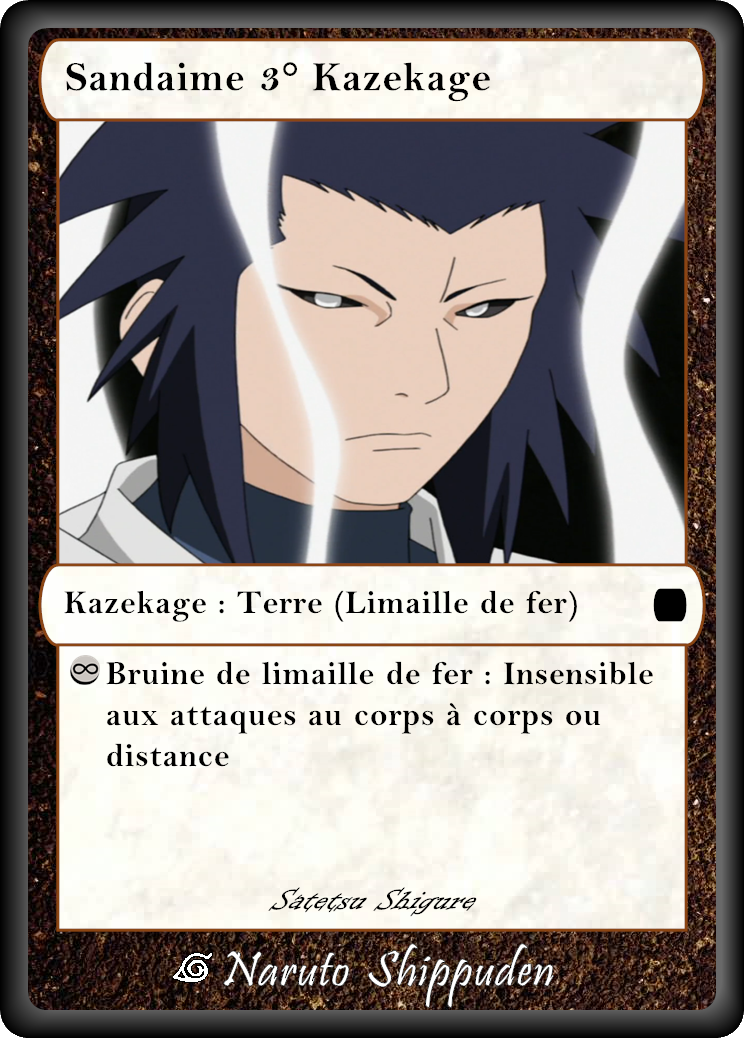 Sandaime 3° Kazekage
Kazekage : Terre (Limaille de fer)
∞ Bruine de limaille de fer : Insensible
aux attaques au corps à corps ou
distance
Satetsu Shigure
Naruto Shippuden